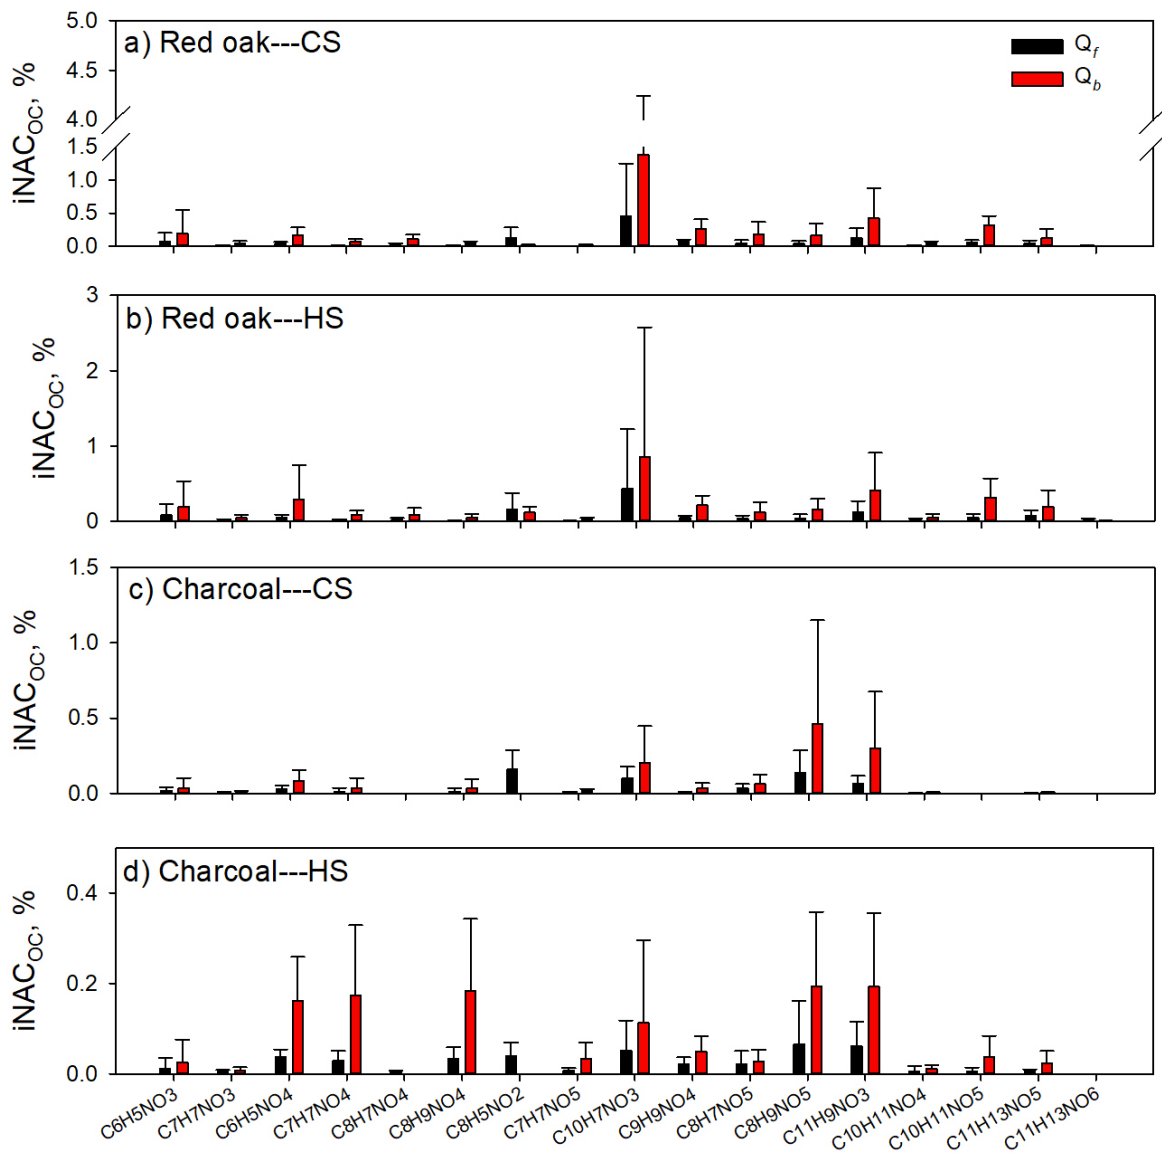 a) Red oak---CS
Qf
Qb
iNACOC, %
5.0
4.5
4.0
1.5
1.0
0.5
0.0
b) Red oak---HS
iNACOC, %
3
2
1
0
c) Charcoal---CS
iNACOC, %
1.5
1.0
0.5
0.0
d) Charcoal---HS
iNACOC, %
0.4
0.2
0.0
C6H5NO3
C7H7NO3
C6H5NO4
C7H7NO4
C8H7NO4
C8H9NO4
C8H5NO2
C7H7NO5
C10H7NO3
C9H9NO4
C8H7NO5
C8H9NO5
C11H9NO3
C10H11NO4
C10H11NO5
C11H13NO5
C11H13NO6